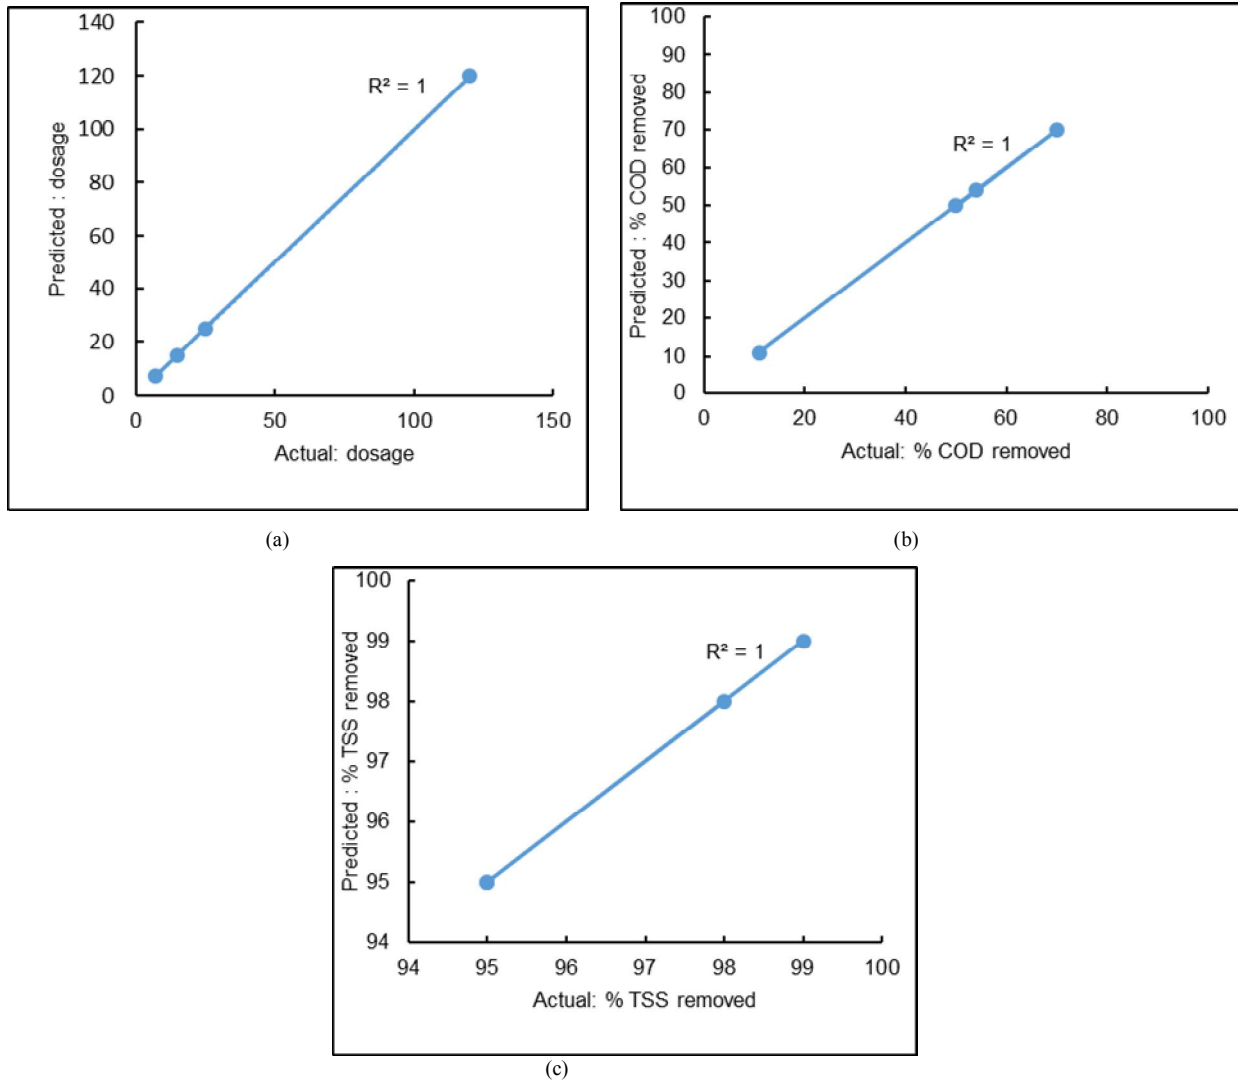 140
120
100
80
60
40
20
0
Predicted : dosage
R² = 1
0 50 100 150
Actual: dosage
(a)
100
90
80
70
60
50
40
30
20
10
0
Predicted : % COD removed
R² = 1
0 20 40 60 80 100
Actual: % COD removed
(b)
100
99
98
97
96
95
94
Predicted : % TSS removed
R² = 1
94 95 96 97 98 99 100
Actual: % TSS removed
(c)